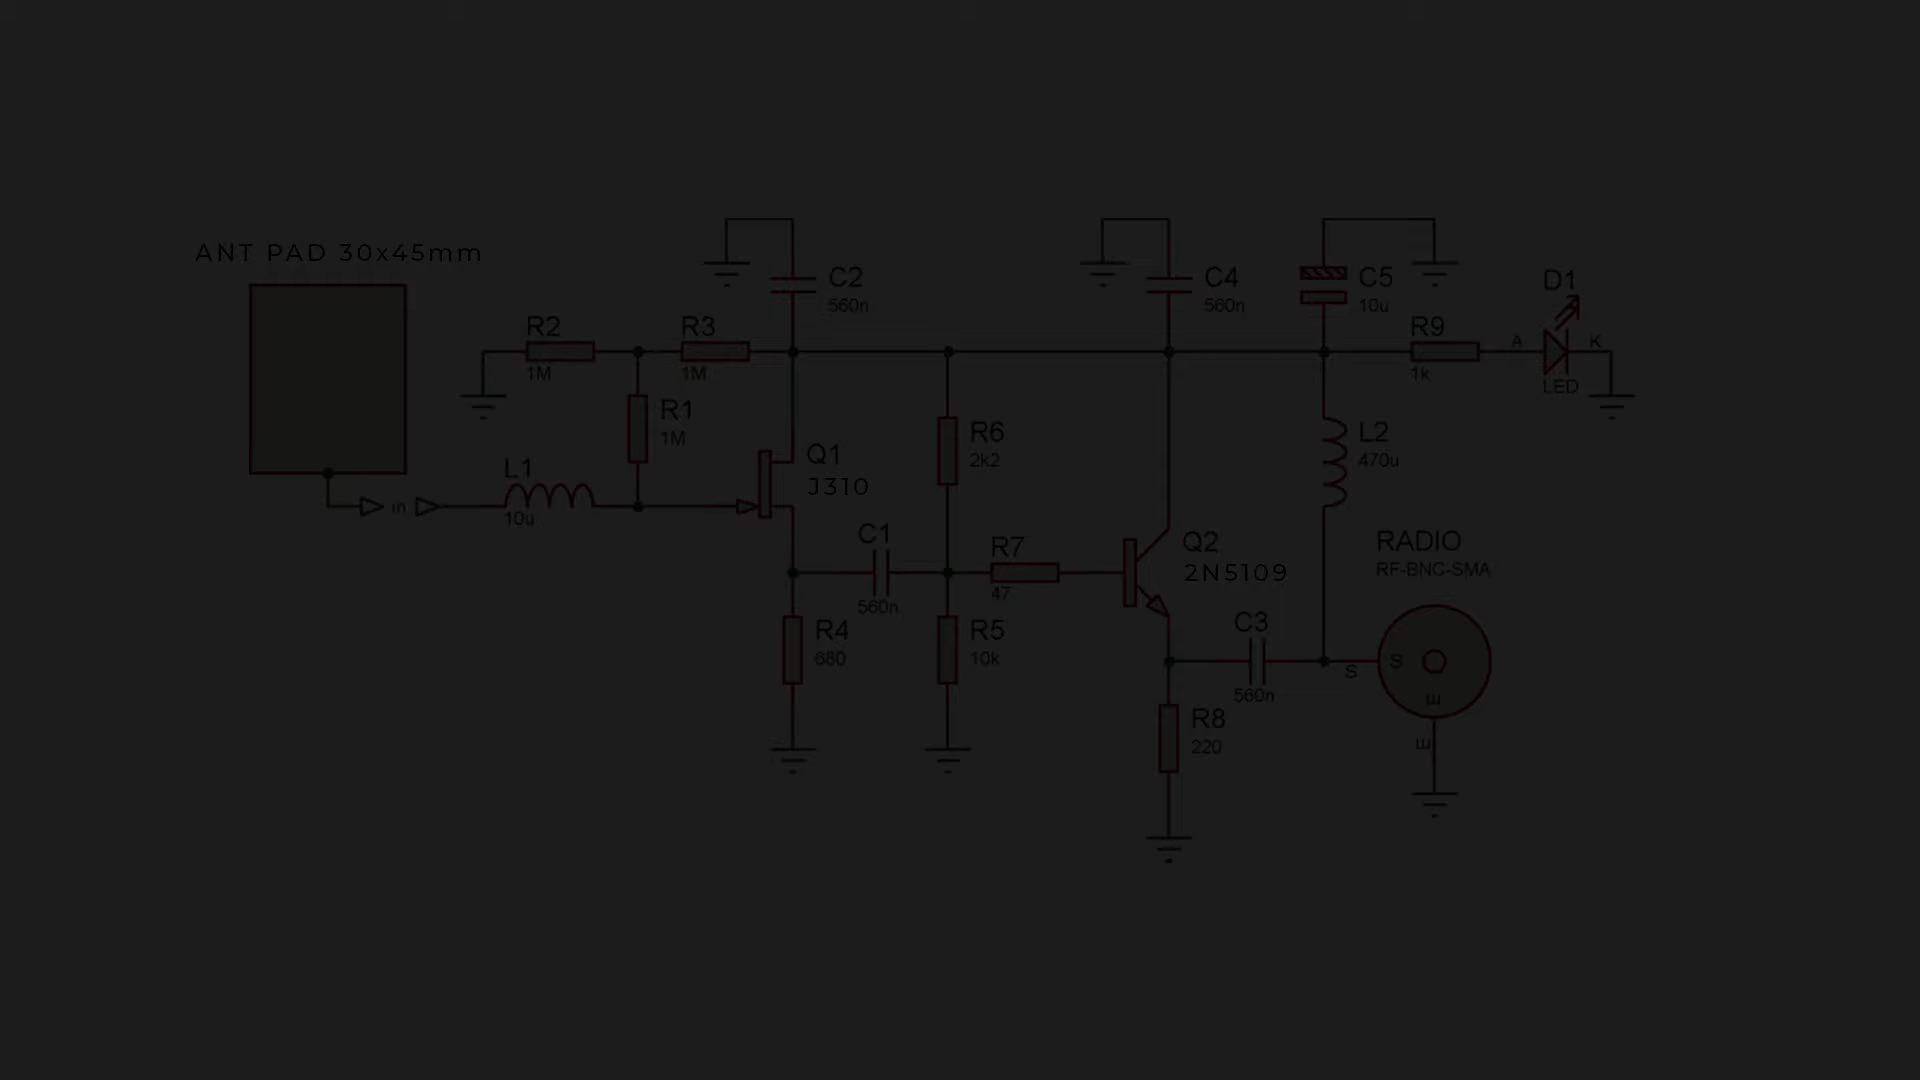 ANT PAD 30x45mm
C2
560n
C4
560n
C5
10u
D1
R2
1M
R3
1M
R9
1k
A
K
LED
R1
1M
R6
2k2
L2
470u
Q1
J310
L1
10u
in
C1
560n
R7
47
Q2
2N5109
RADIO
RF-BNC-SMA
R4
680
R5
10k
C3
560n
S
S
E
E
R8
220